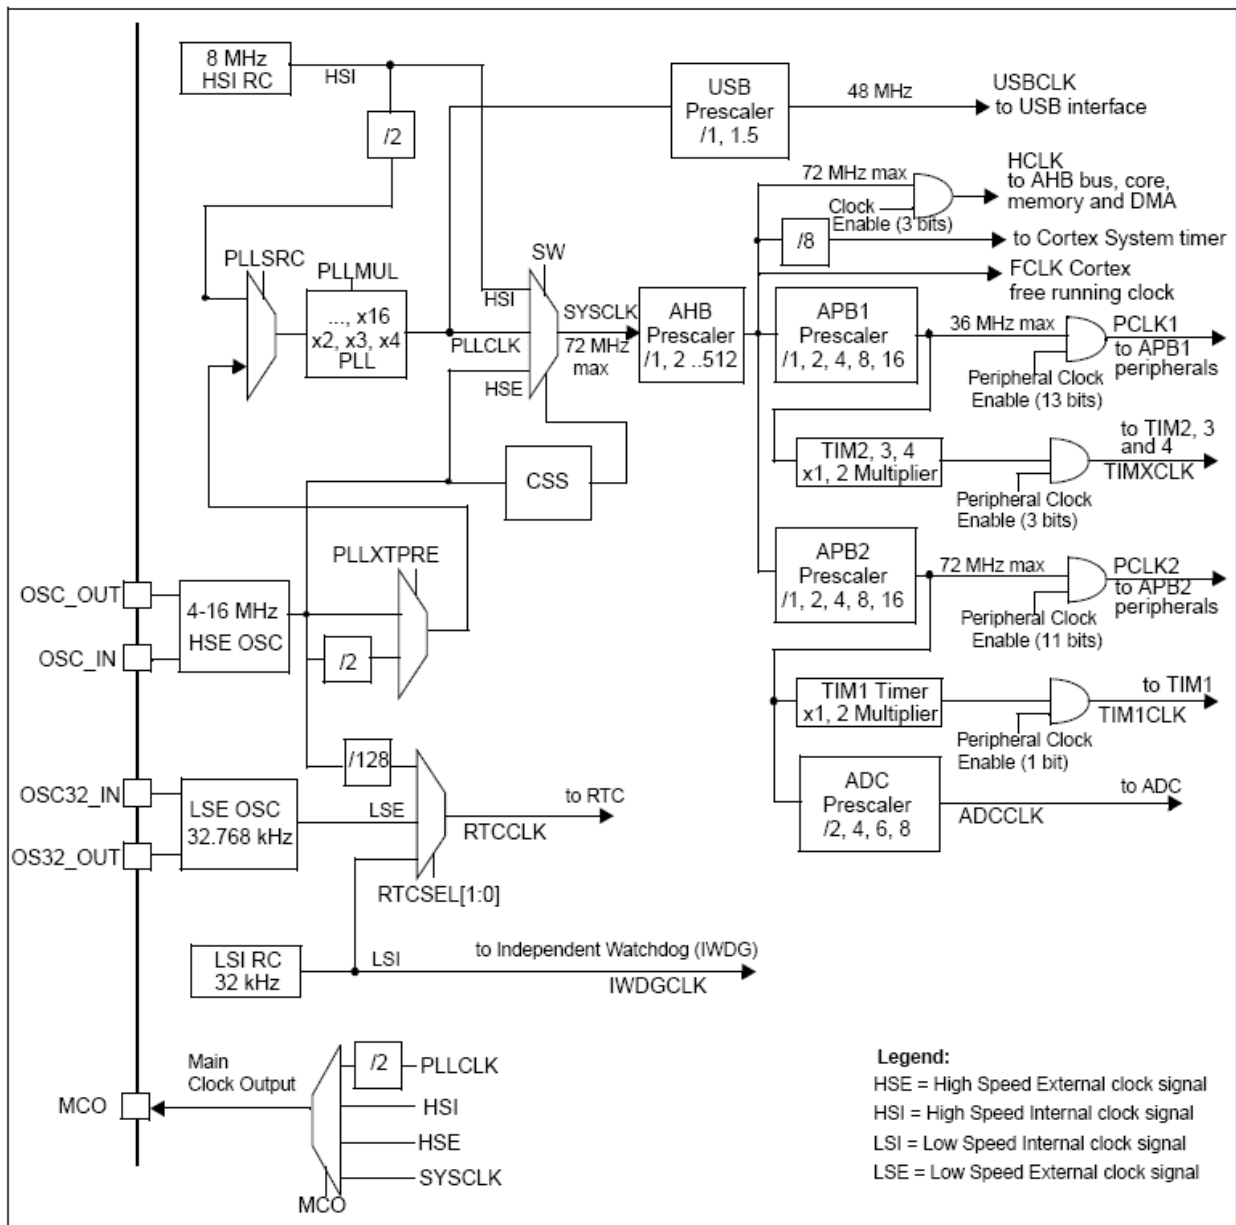 8 MHz
HSI RC
HSI
/2
USB
Prescaler
/1, 1.5
48 MHz
USBCLK
to USB interface
72 MHz max
Clock
Enable (3 bits)
HCLK
to AHB bus, core,
memory and DMA
/8
to Cortex System timer
FCLK Cortex
free running clock
PLLSRC
PLLMUL
..., x16
x2, x3, x4
PLL
SW
HSI
PLLCLK
HSE
SYSCLK
72 MHz
max
AHB
Prescaler
/1, 2 ..512
APB1
Prescaler
/1, 2, 4, 8, 16
36 MHz max
PCLK1
to APB1
peripherals
Peripheral Clock
Enable (13 bits)
TIM2, 3, 4
x1, 2 Multiplier
to TIM2, 3
and 4
TIMXCLK
Peripheral Clock
Enable (3 bits)
CSS
PLLXTPRE
OSC_OUT
OSC_IN
4-16 MHz
HSE OSC
/2
APB2
Prescaler
/1, 2, 4, 8, 16
72 MHz max
PCLK2
to APB2
peripherals
Peripheral Clock
Enable (11 bits)
TIM1 Timer
x1, 2 Multiplier
to TIM1
TIM1CLK
Peripheral Clock
Enable (1 bit)
ADC
Prescaler
/2, 4, 6, 8
to ADC
ADCCLK
/128
OSC32_IN
OS32_OUT
LSE OSC
32.768 kHz
LSE
to RTC
RTCCLK
RTCSEL[1:0]
LSI RC
32 kHz
LSI
to Independent Watchdog (IWDG)
IWDGCLK
Main
Clock Output
MCO
/2
PLLCLK
HSI
HSE
SYSCLK
MCO
Legend:
HSE = High Speed External clock signal
HSI = High Speed Internal clock signal
LSI = Low Speed Internal clock signal
LSE = Low Speed External clock signal